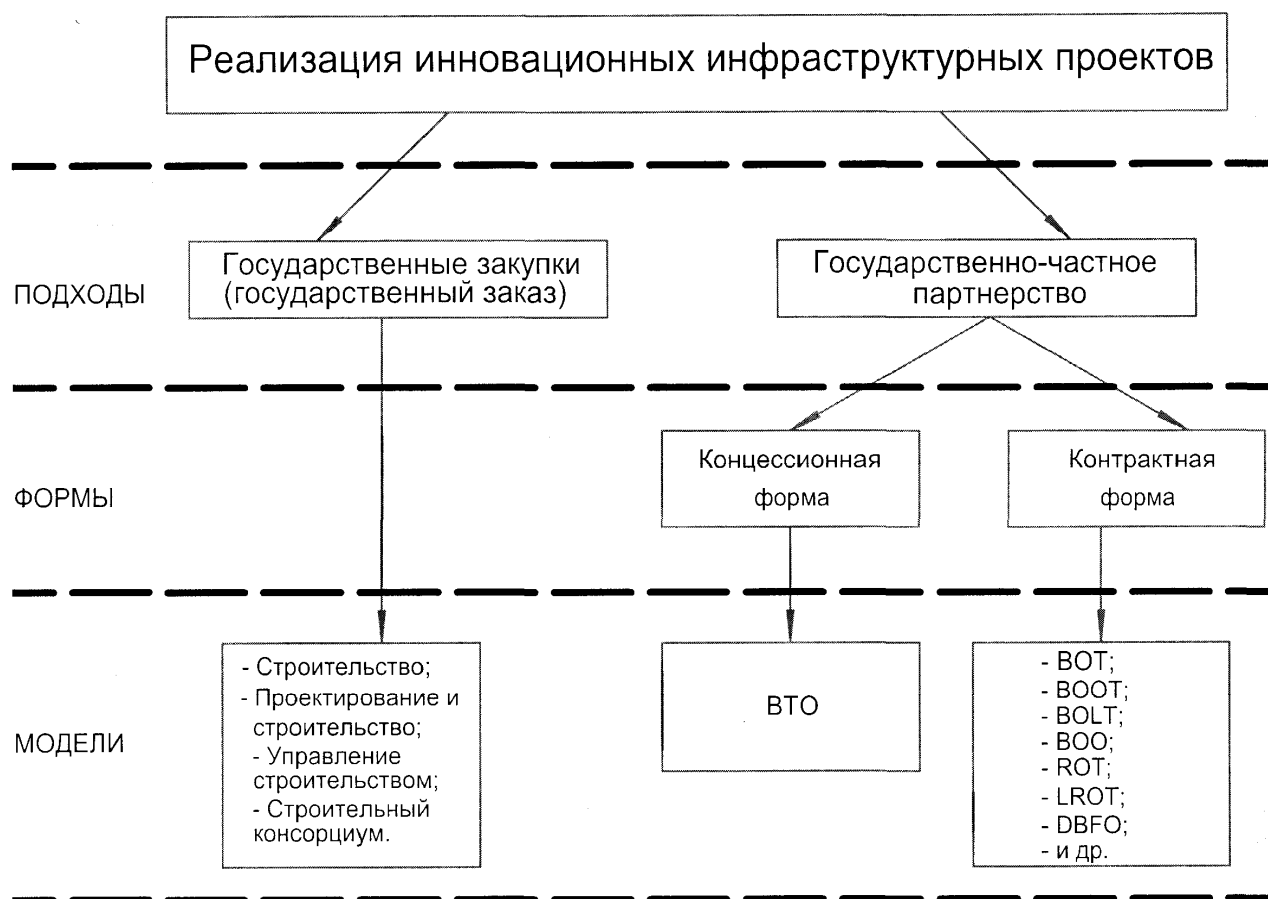 Реализация инновационных инфраструктурных проектов
ПОДХОДЫ
Государственные закупки
(государственный заказ)
Государственно-частное
партнерство
ФОРМЫ
Концессионная
форма
Контрактная
форма
МОДЕЛИ
- Строительство;
- Проектирование и
строительство;
- Управление
строительством;
- Строительный
консорциум.
BTO
- BOT;
- BOOT;
- BOLT;
- BOO;
- ROT;
- LROT;
- DBFO;
- и др.